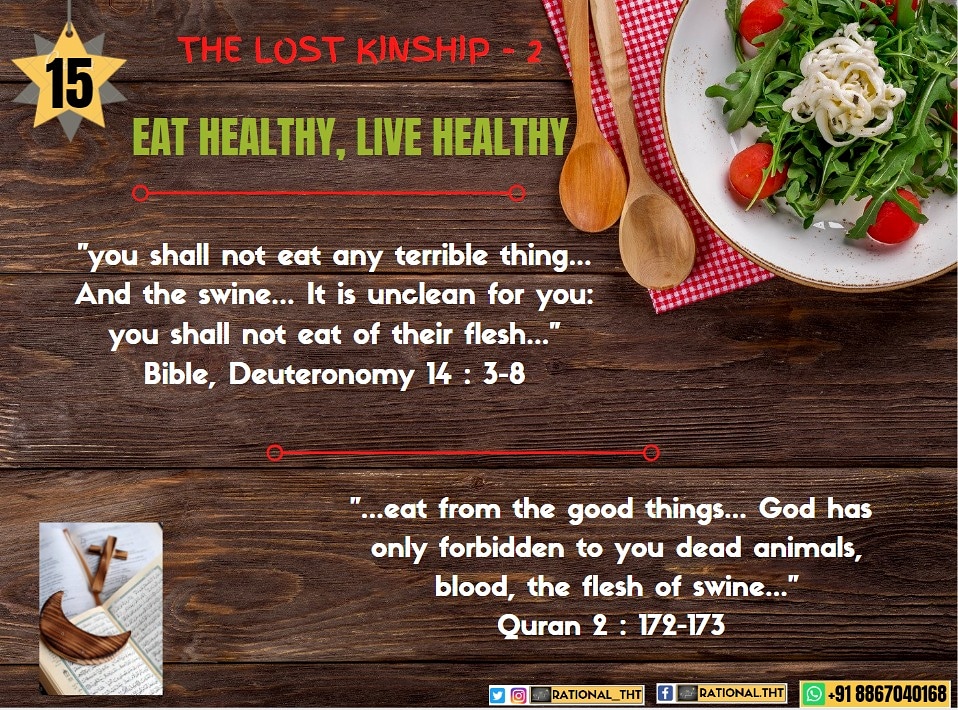 15
THE LOST KINSHIP - 2
EAT HEALTHY, LIVE HEALTHY
"you shall not eat any terrible thing...
And the swine... It is unclean for you:
you shall not eat of their flesh..."
Bible, Deuteronomy 14 : 3-8
"...eat from the good things... God has
only forbidden to you dead animals,
blood, the flesh of swine..."
Quran 2 : 172-173
RATIONAL_THT
RATIONAL.THT
+91 8867040168